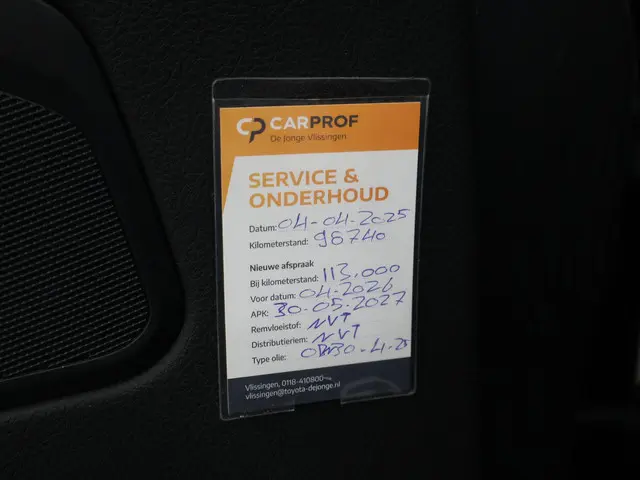 CP CARPROF
De Jonge Vlissingen
SERVICE &
ONDERHOUD
Datum: 04-04-2025
Kilometerstand: 98740
Nieuwe afspraak
Bij kilometerstand: 113.000
Voor datum: 04-2026
APK: 30-05-2027
Remvloeistof: NVT
Distributieriem: NVT
Type olie: 0W30-4.25
Vlissingen, 0118-410800
vlissingen@toyota-dejonge.nl